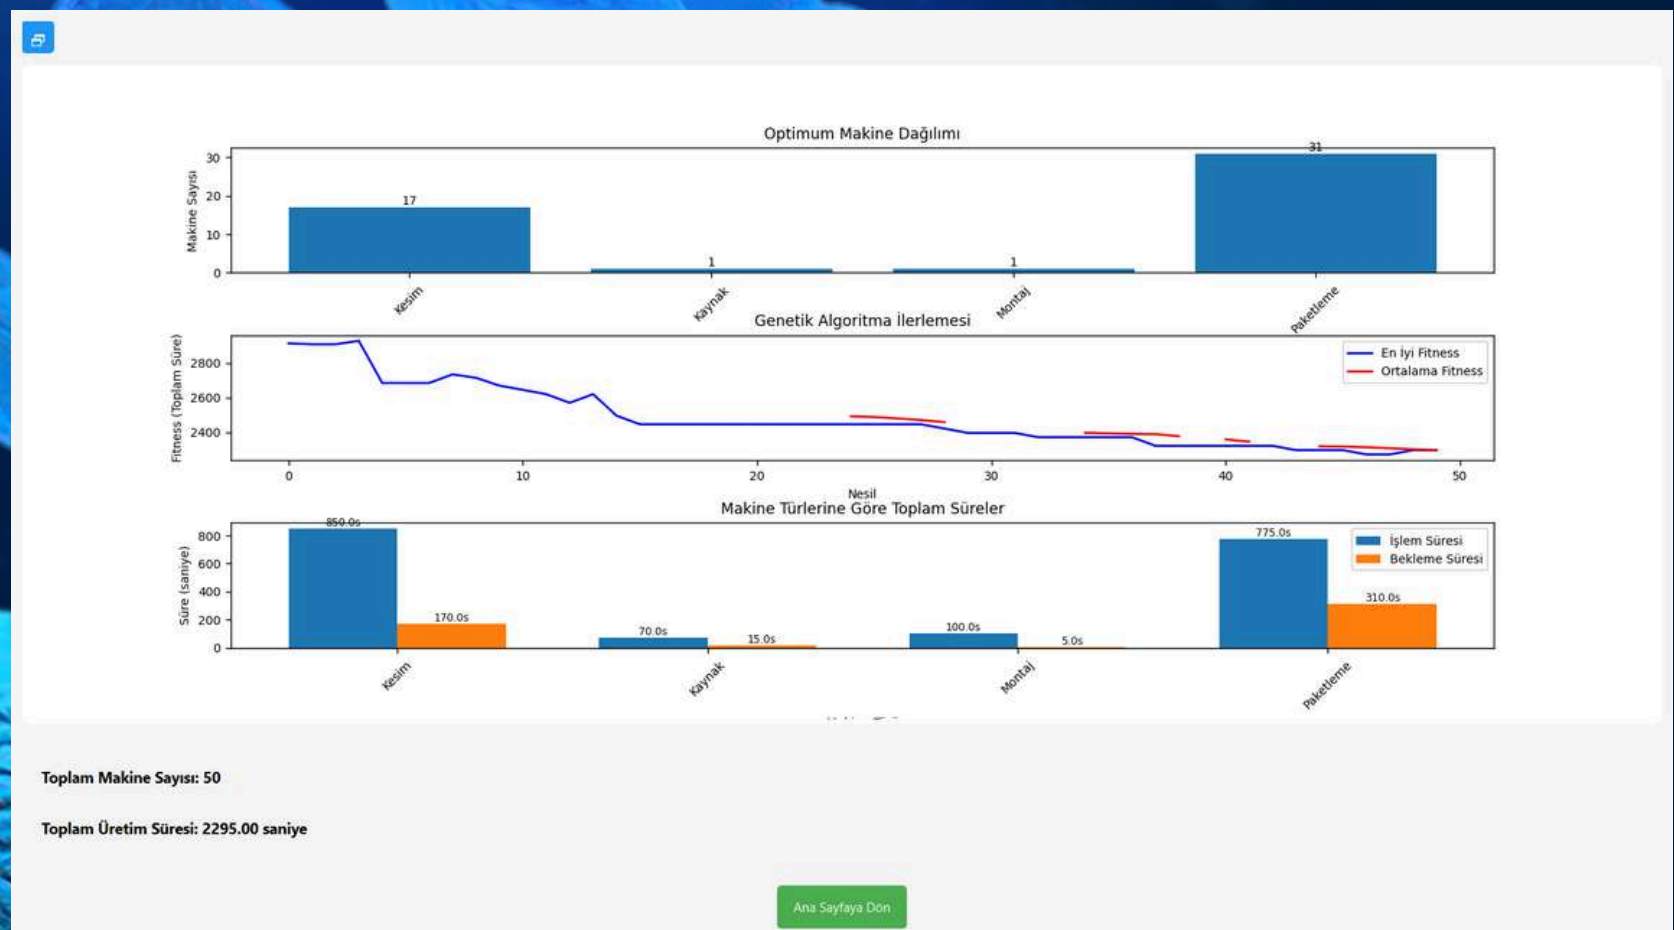 Optimum Makine Dağılımı
Makine Sayısı
30
20
10
0
17
1
1
31
Kesim
Kaynak
Montaj
Paketleme
Genetik Algoritma İlerlemesi
Fitness (Toplam Süre)
2800
2600
2400
En İyi Fitness
Ortalama Fitness
0
10
20
30
40
50
Nesil
Makine Türlerine Göre Toplam Süreler
Süre (saniye)
800
600
400
200
0
850.0s
170.0s
70.0s
15.0s
100.0s
5.0s
775.0s
310.0s
İşlem Süresi
Bekleme Süresi
Kesim
Kaynak
Montaj
Paketleme
Toplam Makine Sayısı: 50
Toplam Üretim Süresi: 2295.00 saniye
Ana Sayfaya Dön